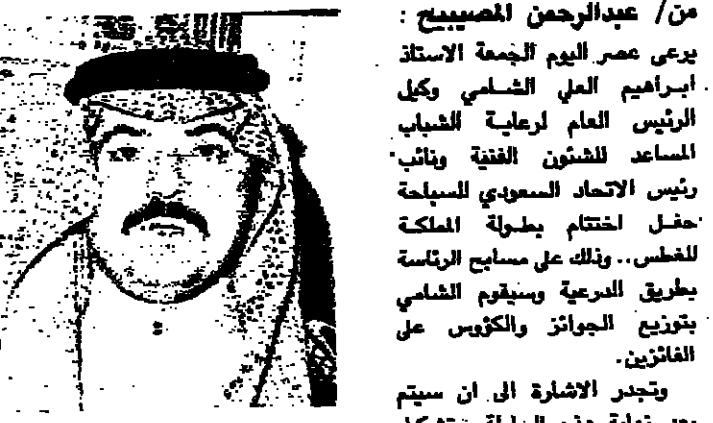 من/ عبدالرحمن المصيبيح :
يرعى عصر اليوم الجمعة الاستاذ
ابراهيم العلي الشامي وكيل
الرئيس العام لرعاية الشباب
المساعد للشئون الفنية ونائب
رئيس الاتحاد السعودي للسباحة
حفل اختتام بطولة المملكة
للغطس.. وذلك على مسابح الرئاسة
بطريق الدرعية وسيقوم الشامي
بتوزيع الجوائز والكؤوس على
الفائزين.
وتجدر الاشارة الى ان سيتم